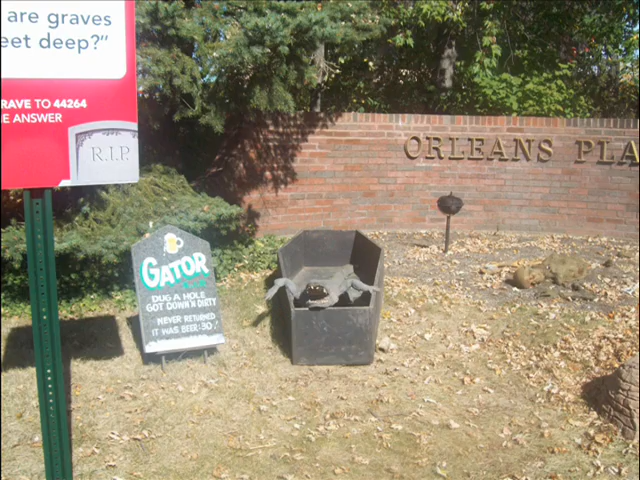 are graves
eet deep?”
RAVE TO 44264
E ANSWER
R.I.P.
ORLEANS PLA
GATOR
DUG A HOLE
GOT DOWN'N DIRTY
NEVER RETURNED
IT WAS BEER:30!